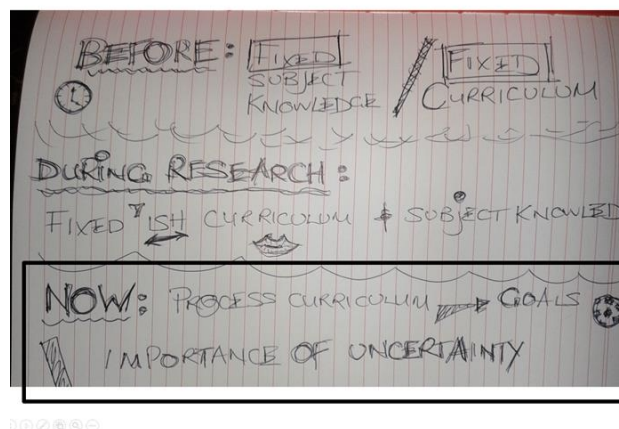 BEFORE: FIXED / FIXED
SUBJECT CURRICULUM
KNOWLEDGE
DURING RESEARCH:
FIXED ISH CURRICULUM + SUBJECT KNOWLED
NOW: PROCESS CURRICULUM → GOALS
IMPORTANCE OF UNCERTAINTY